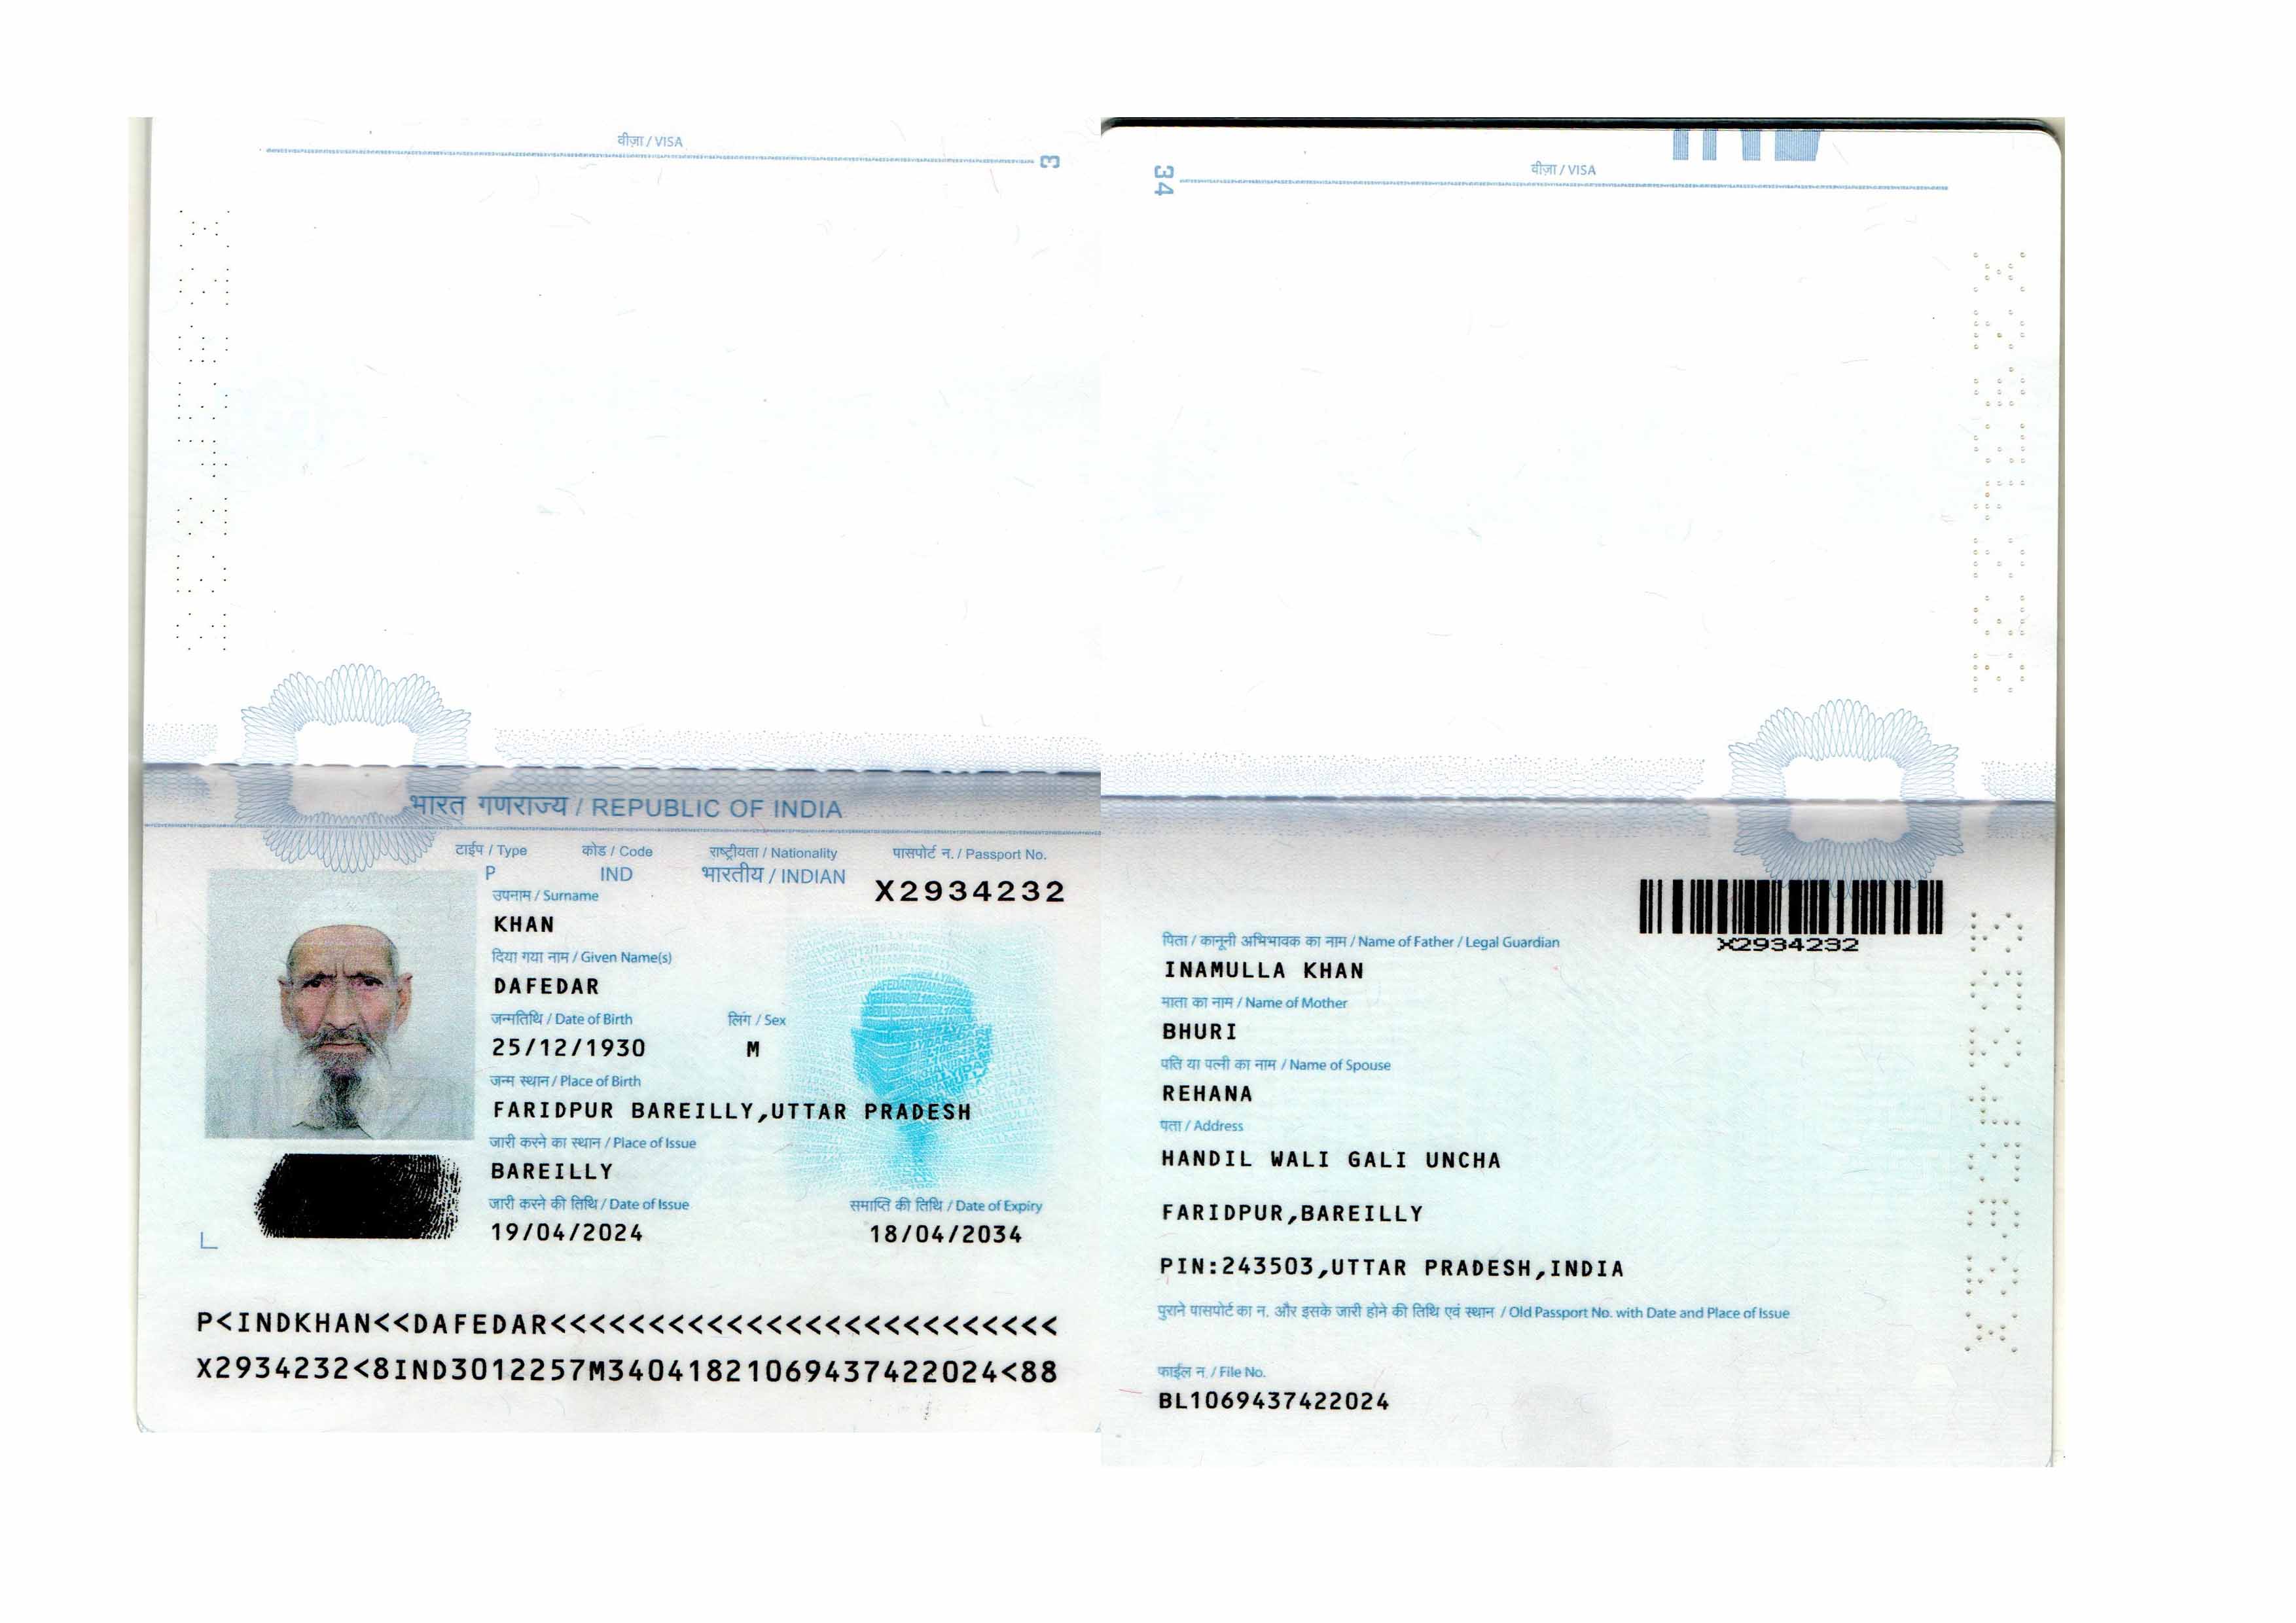 वीज़ा / VISA
3
भारत गणराज्य / REPUBLIC OF INDIA
टाईप / Type
कोड / Code
राष्ट्रीयता / Nationality
पासपोर्ट न. / Passport No.
P
IND
भारतीय / INDIAN
X2934232
उपनाम / Surname
KHAN
दिया गया नाम / Given Name(s)
DAFEDAR
जन्मतिथि / Date of Birth
लिंग / Sex
25/12/1930
M
जन्म स्थान / Place of Birth
FARIDPUR BAREILLY,UTTAR PRADESH
जारी करने का स्थान / Place of Issue
BAREILLY
जारी करने की तिथि / Date of Issue
समाप्ति की तिथि / Date of Expiry
19/04/2024
18/04/2034
P<INDKHAN<<DAFEDAR<<<<<<<<<<<<<<<<<<<<<<<<<<
X2934232<8IND3012257M34041821069437422024<88
34
वीज़ा / VISA
X2934232
पिता / कानूनी अभिभावक का नाम / Name of Father / Legal Guardian
INAMULLA KHAN
माता का नाम / Name of Mother
BHURI
पति या पत्नी का नाम / Name of Spouse
REHANA
पता / Address
HANDIL WALI GALI UNCHA
FARIDPUR,BAREILLY
PIN:243503,UTTAR PRADESH,INDIA
पुराने पासपोर्ट का न. और इसके जारी होने की तिथि एवं स्थान / Old Passport No. with Date and Place of Issue
फाईल न. / File No.
BL1069437422024